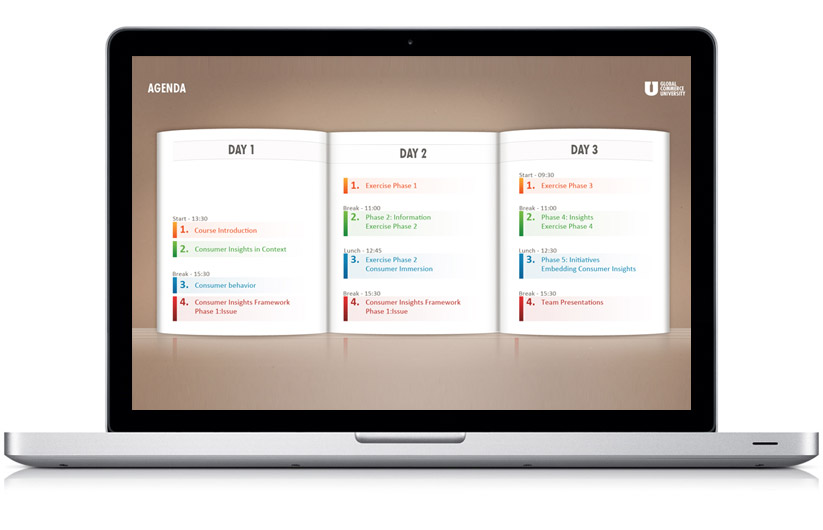 AGENDA
U GLOBAL
COMMERCE
UNIVERSITY
DAY 1
Start - 13:30
1. Course Introduction
2. Consumer Insights in Context
Break - 15:30
3. Consumer behavior
4. Consumer Insights Framework
Phase 1:Issue
DAY 2
1. Exercise Phase 1
Break - 11:00
2. Phase 2: Information
Exercise Phase 2
Lunch - 12:45
3. Exercise Phase 2
Consumer Immersion
Break - 15:30
4. Consumer Insights Framework
Phase 1:Issue
DAY 3
Start - 09:30
1. Exercise Phase 3
Break - 11:00
2. Phase 4: Insights
Exercise Phase 4
Lunch - 12:30
3. Phase 5: Initiatives
Embedding Consumer Insights
Break - 15:30
4. Team Presentations